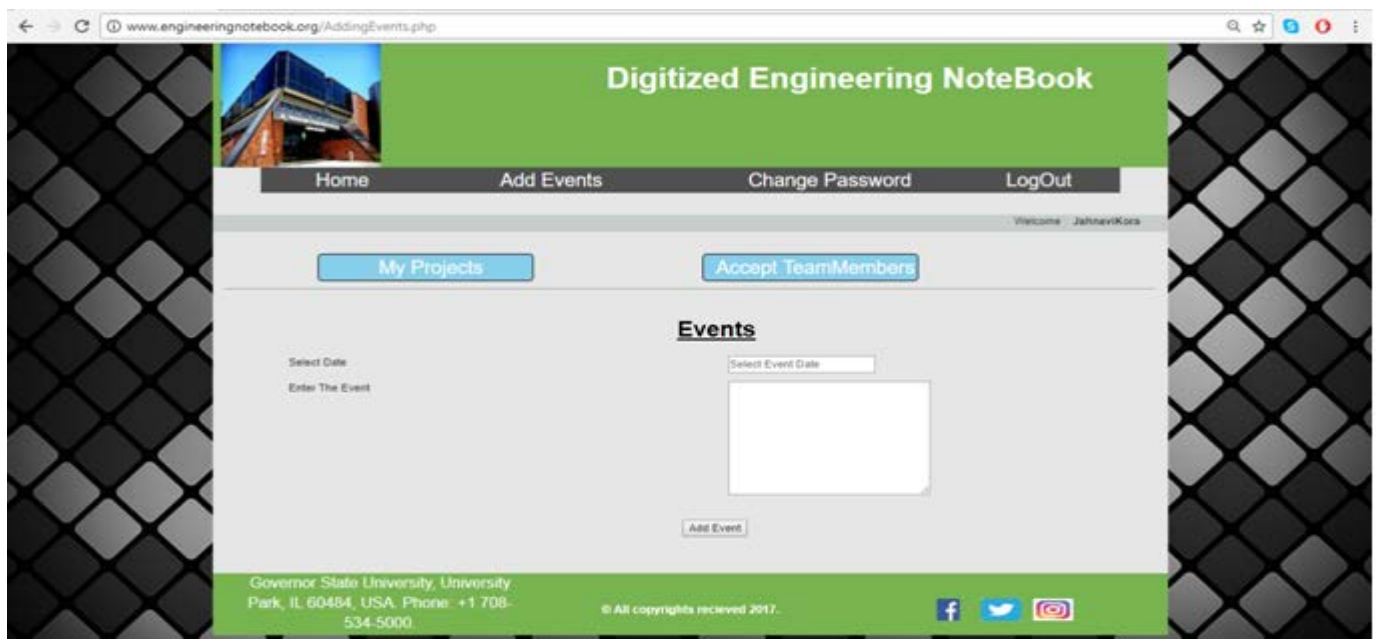 www.engineeringnotebook.org/AddingEvents.php
Digitized Engineering NoteBook
Home Add Events Change Password LogOut
Welcome JahnaviKora
My Projects Accept TeamMembers
Events
Select Date Select Event Date
Enter The Event
Add Event
Governor State University, University
Park, IL 60484, USA. Phone: +1 708-
534-5000.
© All copyrights recieved 2017.